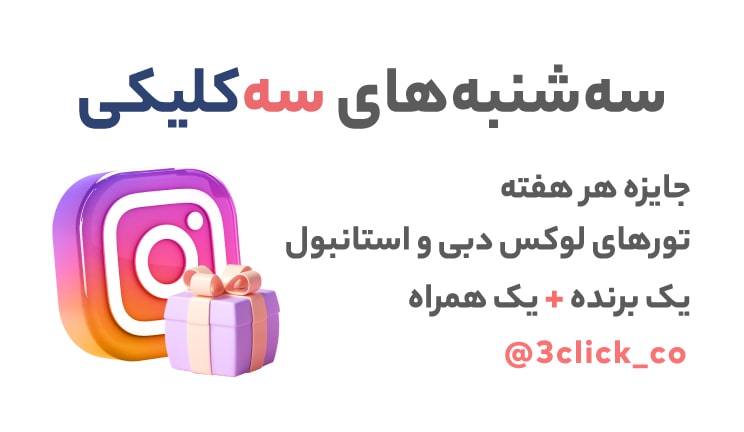 سه‌شنبه‌های سه‌کلیکی
جایزه هر هفته
تورهای لوکس دبی و استانبول
یک برنده + یک همراه
@3click_co